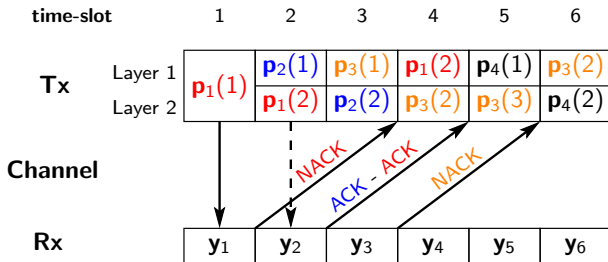 time-slot 1 2 3 4 5 6
Layer 1 p₂(1) p₃(1) p₁(2) p₄(1) p₃(2)
Tx p₁(1)
Layer 2 p₁(2) p₂(2) p₃(2) p₃(3) p₄(2)
Channel NACK ACK - ACK NACK
Rx y₁ y₂ y₃ y₄ y₅ y₆